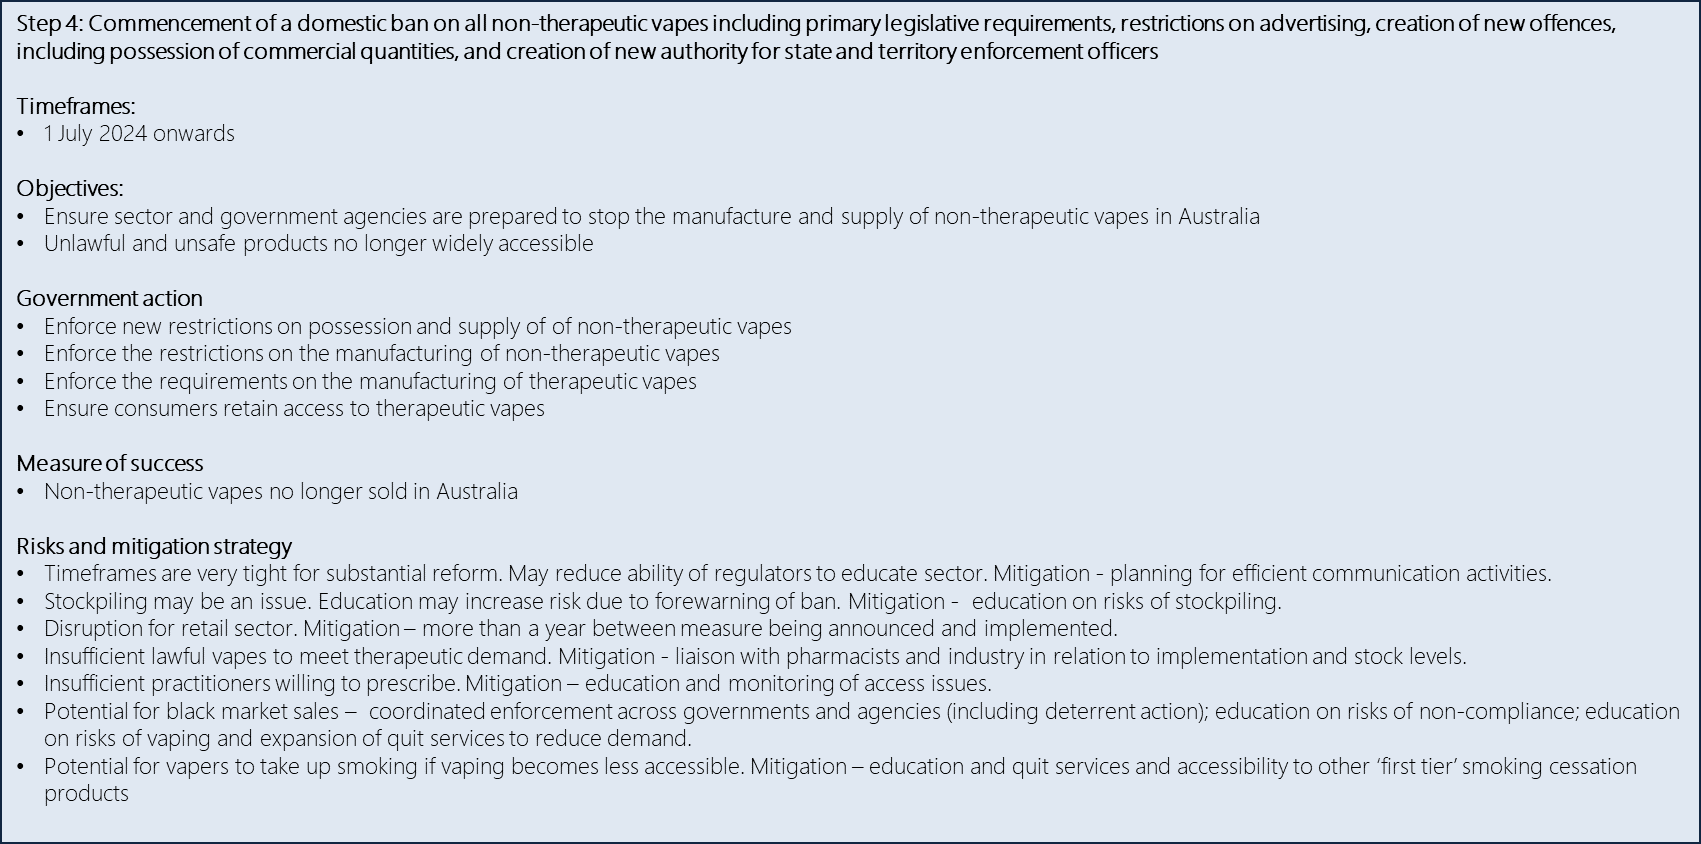 Step 4: Commencement of a domestic ban on all non-therapeutic vapes including primary legislative requirements, restrictions on advertising, creation of new offences,
including possession of commercial quantities, and creation of new authority for state and territory enforcement officers
Timeframes:
• 1 July 2024 onwards
Objectives:
• Ensure sector and government agencies are prepared to stop the manufacture and supply of non-therapeutic vapes in Australia
• Unlawful and unsafe products no longer widely accessible
Government action
• Enforce new restrictions on possession and supply of of non-therapeutic vapes
• Enforce the restrictions on the manufacturing of non-therapeutic vapes
• Enforce the requirements on the manufacturing of therapeutic vapes
• Ensure consumers retain access to therapeutic vapes
Measure of success
• Non-therapeutic vapes no longer sold in Australia
Risks and mitigation strategy
• Timeframes are very tight for substantial reform. May reduce ability of regulators to educate sector. Mitigation - planning for efficient communication activities.
• Stockpiling may be an issue. Education may increase risk due to forewarning of ban. Mitigation - education on risks of stockpiling.
• Disruption for retail sector. Mitigation – more than a year between measure being announced and implemented.
• Insufficient lawful vapes to meet therapeutic demand. Mitigation - liaison with pharmacists and industry in relation to implementation and stock levels.
• Insufficient practitioners willing to prescribe. Mitigation – education and monitoring of access issues.
• Potential for black market sales – coordinated enforcement across governments and agencies (including deterrent action); education on risks of non-compliance; education
on risks of vaping and expansion of quit services to reduce demand.
• Potential for vapers to take up smoking if vaping becomes less accessible. Mitigation – education and quit services and accessibility to other ‘first tier’ smoking cessation
products